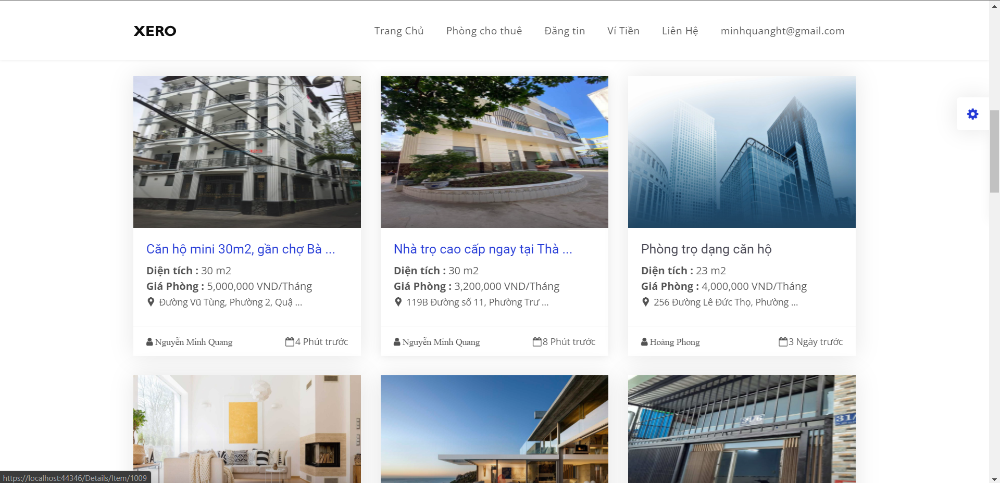 XERO
Trang Chủ
Phòng cho thuê
Đăng tin
Ví Tiền
Liên Hệ
minhquanght@gmail.com
Căn hộ mini 30m2, gần chợ Bà ...
Diện tích : 30 m2
Giá Phòng : 5,000,000 VND/Tháng
Đường Vũ Tùng, Phường 2, Quậ ...
Nguyễn Minh Quang
4 Phút trước
Nhà trọ cao cấp ngay tại Thà ...
Diện tích : 30 m2
Giá Phòng : 3,200,000 VND/Tháng
119B Đường số 11, Phường Trư ...
Nguyễn Minh Quang
8 Phút trước
Phòng trọ dạng căn hộ
Diện tích : 23 m2
Giá Phòng : 4,000,000 VND/Tháng
256 Đường Lê Đức Thọ, Phường ...
Hoàng Phong
3 Ngày trước
31/6
31/
https://localhost:44346/Details/Item/1009